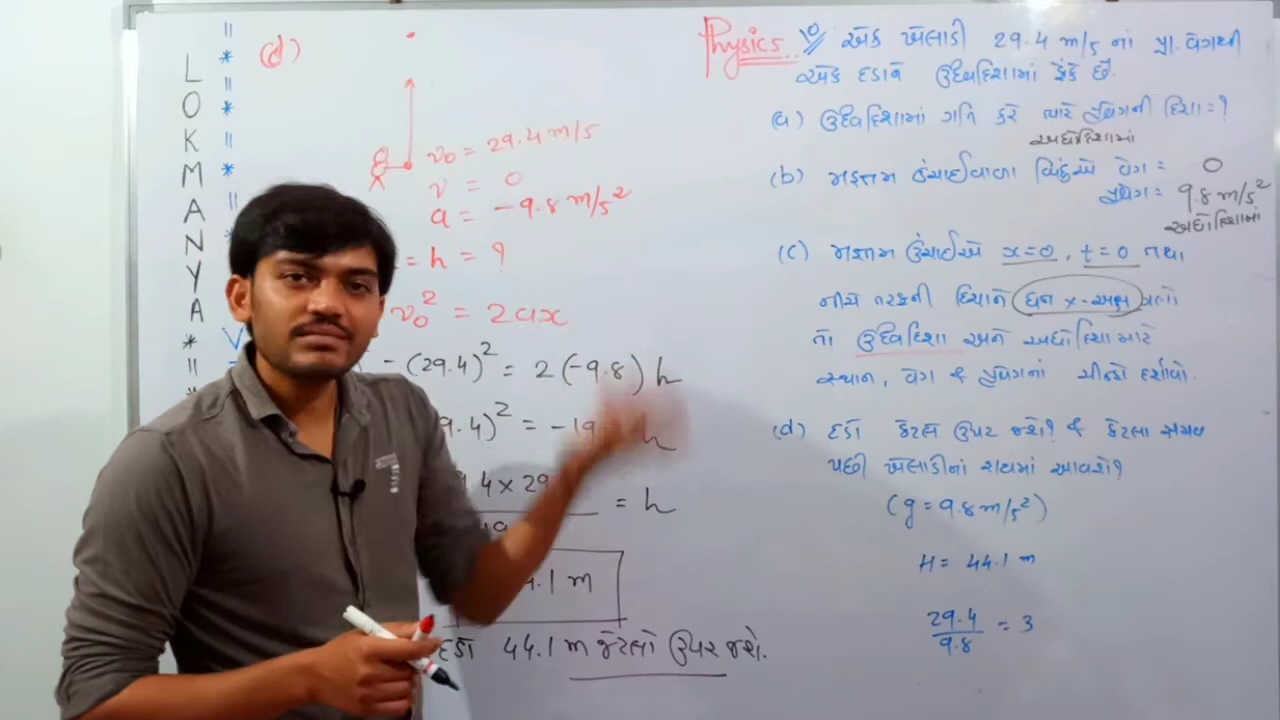 LOKMANYA
(d)
v₀ = 29.4 m/s
v = 0
a = -9.8 m/s²
= h = ?
v₀² = 2ax
- (29.4)² = 2 (-9.8) h
9.4)² = -19 h
4 × 29 = h
4.1 m
દડો 44.1 m જેટલો ઉપર જશે.
Physics 10 એક ખેલાડી 29.4 m/s નાં પ્રા. વેગથી
એક દડાને ઉર્ધ્વદિશામાં ફેંકે છે.
(a) ઉર્ધ્વદિશામાં ગતિ કરે ત્યારે પ્રવેગની દિશા = ?
અધોદિશામાં
(b) મહત્તમ ઉંચાઈવાળા બિંદુએ વેગ = 0
પ્રવેગ = 9.8 m/s²
અધોદિશામાં
(c) મહત્તમ ઉંચાઈએ x=0, t=0 તથા
નીચે તરફની દિશાને ધન x-અક્ષ લો
તો ઉર્ધ્વદિશા અને અધોદિશા માટે
સ્થાન, વેગ & પ્રવેગનાં ચીન્હો દર્શાવો.
(d) દડો કેટલે ઉપર જશે? & કેટલા સમય
પછી ખેલાડીનાં હાથમાં આવશે?
(g = 9.8 m/s²)
H = 44.1 m
29.4/9.8 = 3